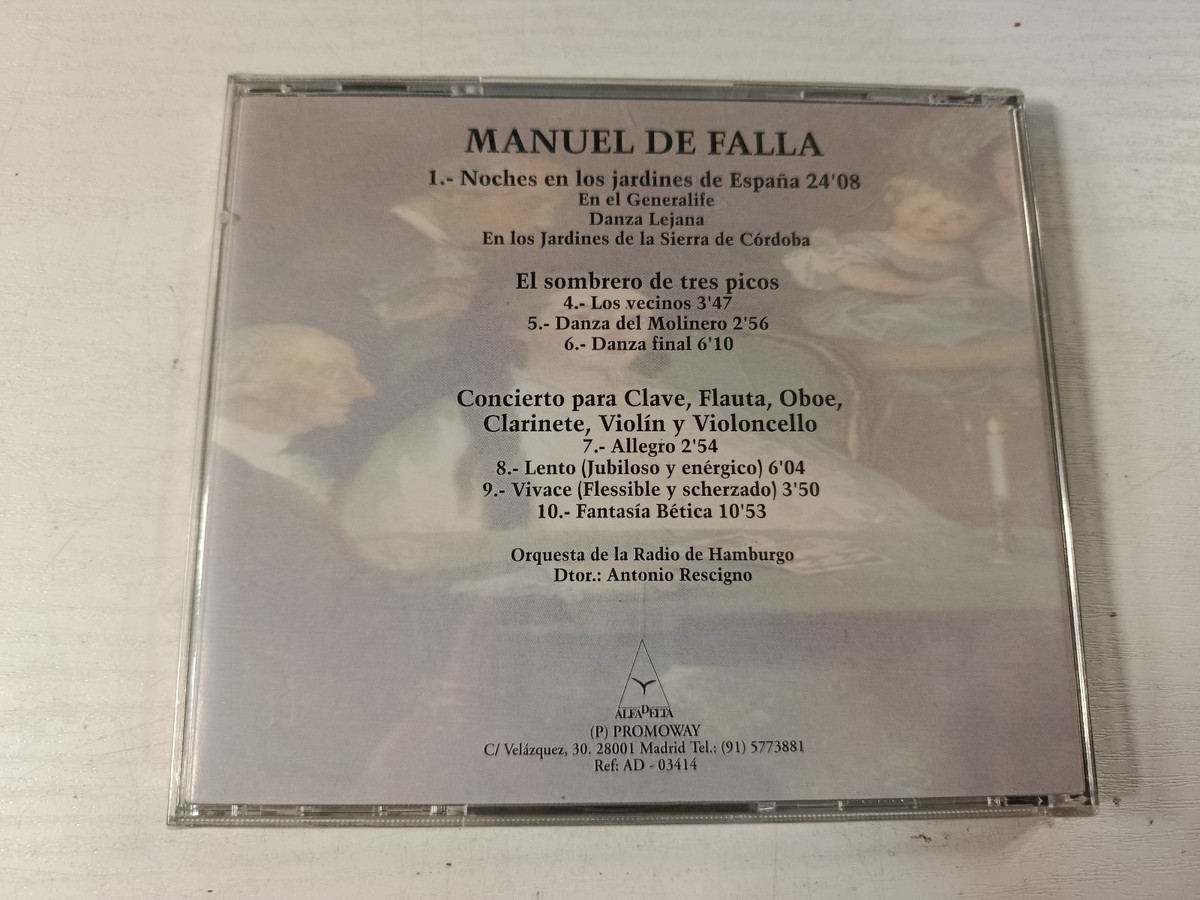 MANUEL DE FALLA
1.- Noches en los jardines de España 24'08
En el Generalife
Danza Lejana
En los Jardines de la Sierra de Córdoba
El sombrero de tres picos
4.- Los vecinos 3'47
5.- Danza del Molinero 2'56
6.- Danza final 6'10
Concierto para Clave, Flauta, Oboe,
Clarinete, Violín y Violoncello
7.- Allegro 2'54
8.- Lento (Jubiloso y enérgico) 6'04
9.- Vivace (Flessible y scherzado) 3'50
10.- Fantasía Bética 10'53
Orquesta de la Radio de Hamburgo
Dtor.: Antonio Rescigno
ALFADELTA
(P) PROMOWAY
C/ Velázquez, 30. 28001 Madrid Tel.: (91) 5773881
Ref: AD - 03414